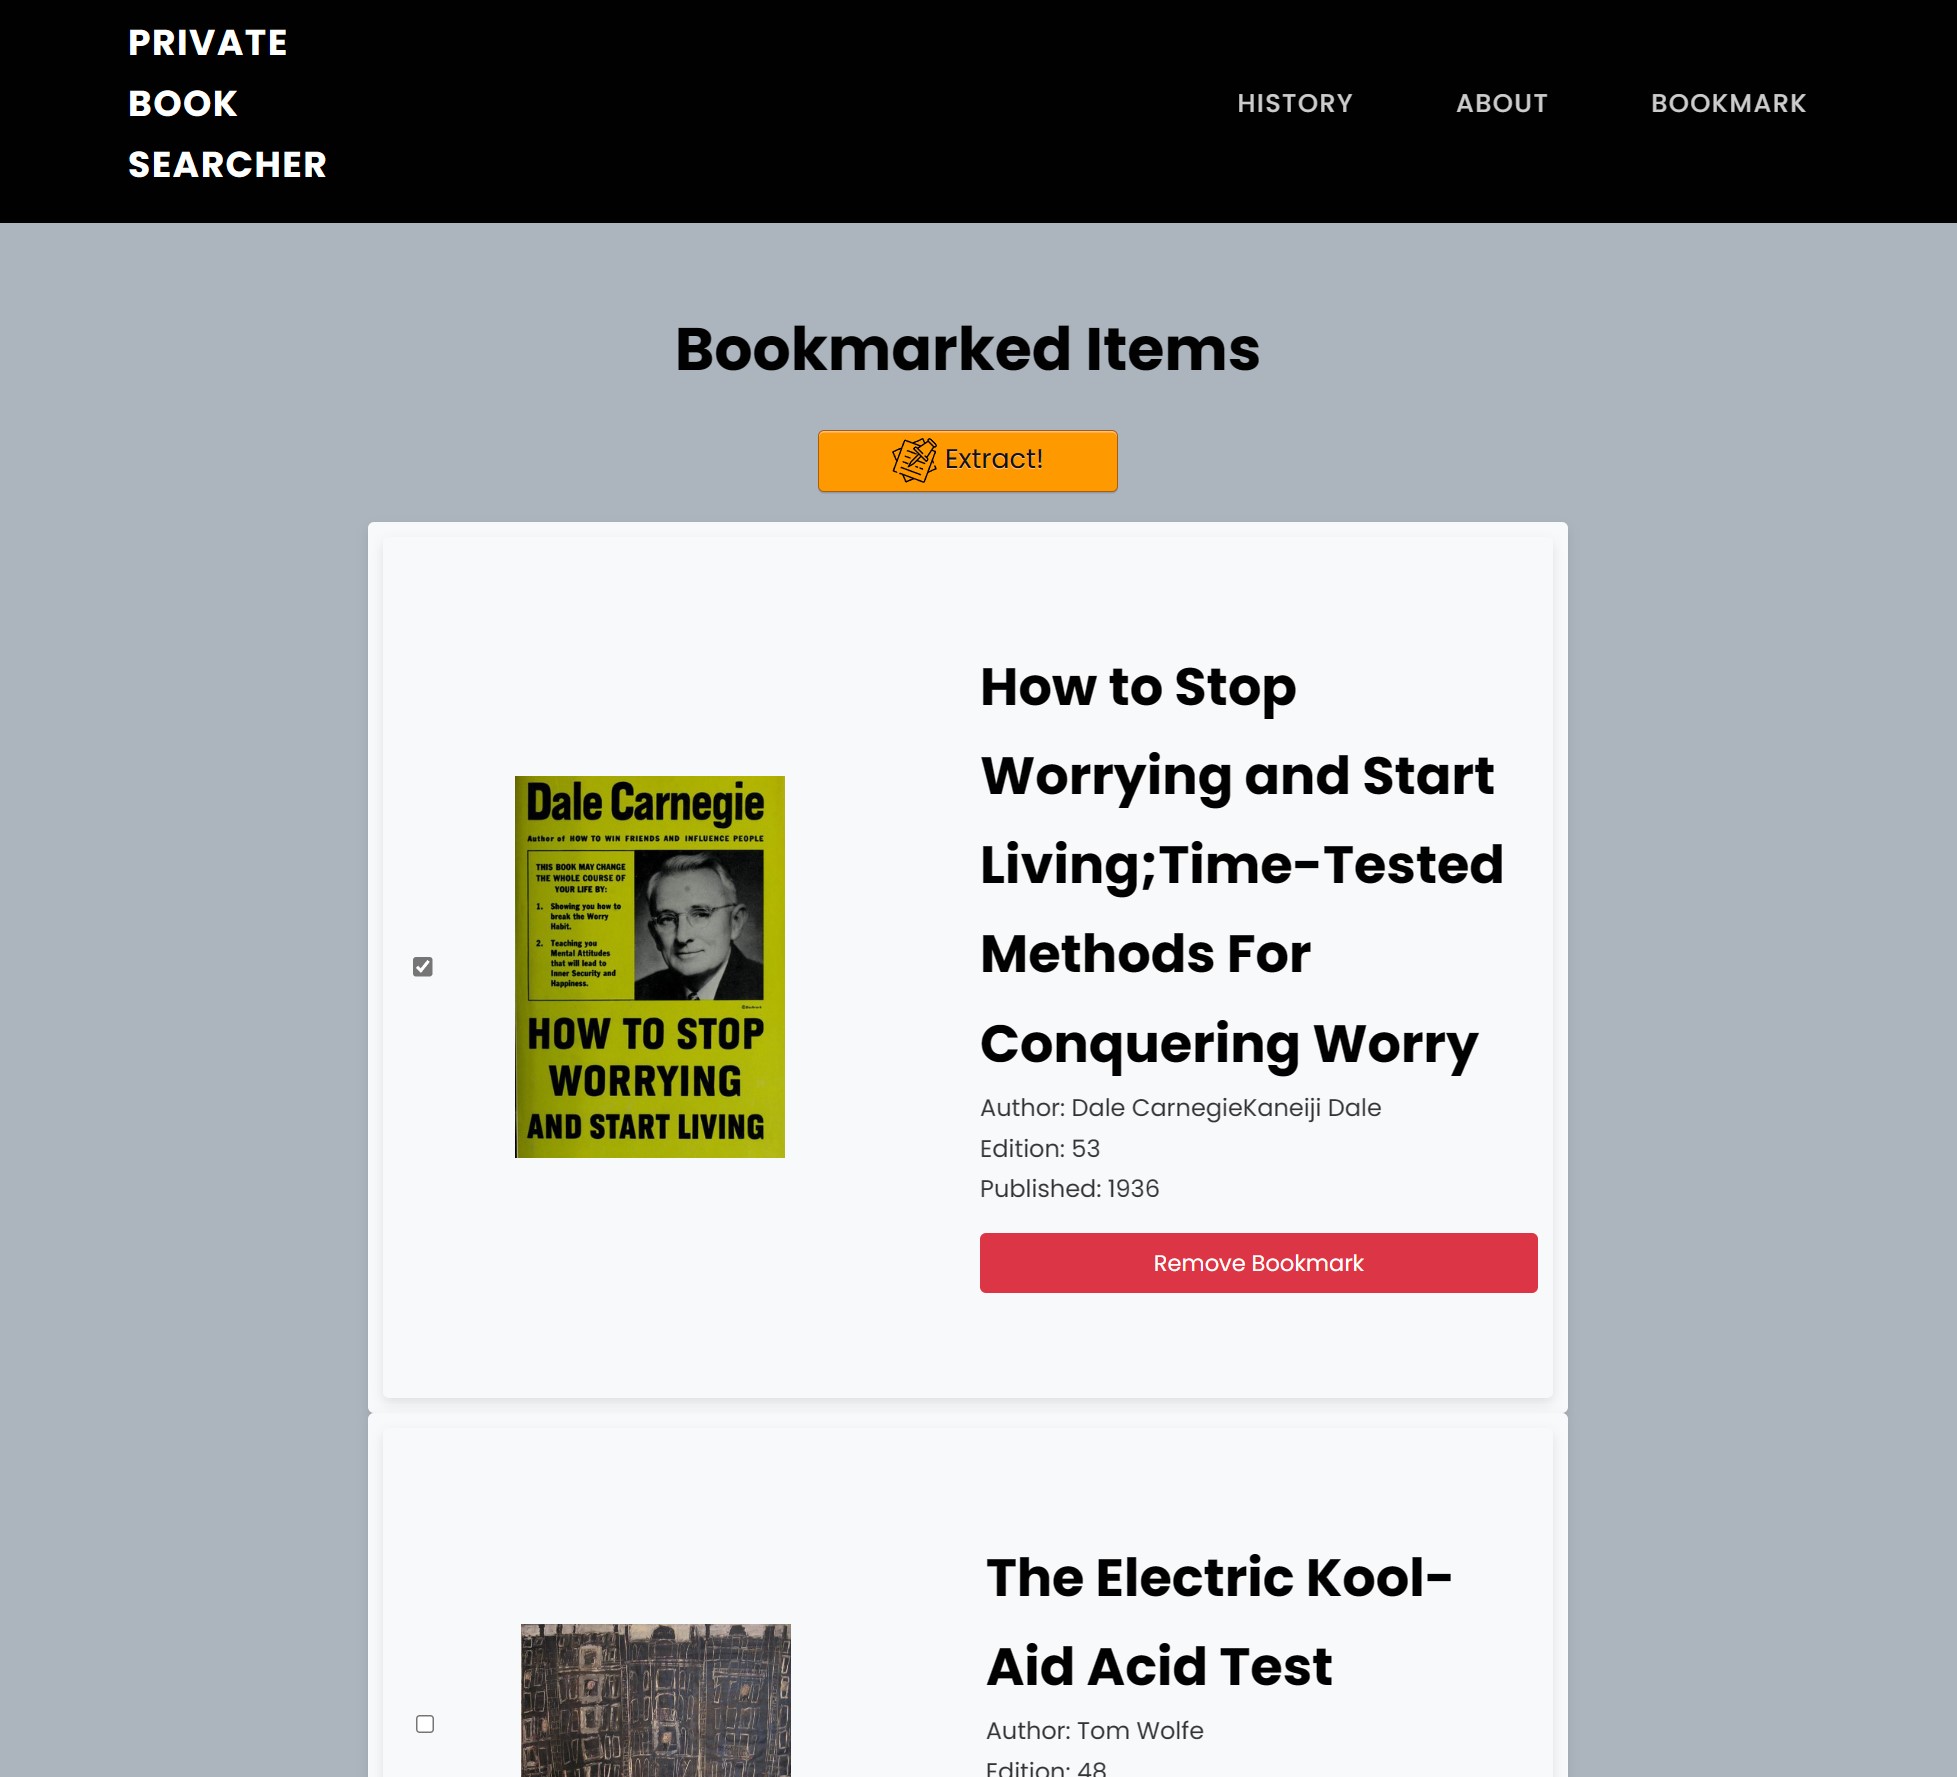 PRIVATE
BOOK
SEARCHER
HISTORY ABOUT BOOKMARK
Bookmarked Items
Extract!
Dale Carnegie
Author of HOW TO WIN FRIENDS AND INFLUENCE PEOPLE
THIS BOOK MAY CHANGE
THE WHOLE COURSE OF
YOUR LIFE BY:
1. Showing you how to
break the Worry
Habit.
2. Teaching you
Mental Attitudes
that will lead to
Inner Security and
Happiness.
HOW TO STOP
WORRYING
AND START LIVING
How to Stop
Worrying and Start
Living;Time-Tested
Methods For
Conquering Worry
Author: Dale CarnegieKaneiji Dale
Edition: 53
Published: 1936
Remove Bookmark
The Electric Kool-
Aid Acid Test
Author: Tom Wolfe
Edition: 48